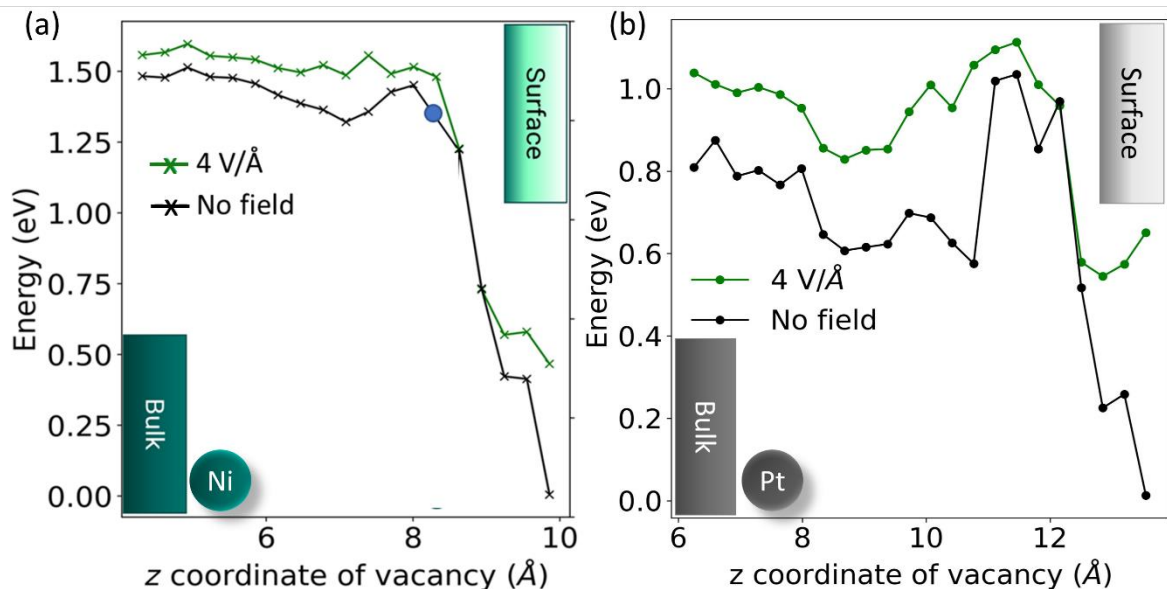 (a)
Energy (eV)
1.50
1.25
1.00
0.75
0.50
0.25
0.00
4 V/Å
No field
Surface
Bulk
Ni
6
8
10
z coordinate of vacancy (Å)
(b)
Energy (ev)
1.0
0.8
0.6
0.4
0.2
0.0
4 V/Å
No field
Surface
Bulk
Pt
6
8
10
12
z coordinate of vacancy (Å)